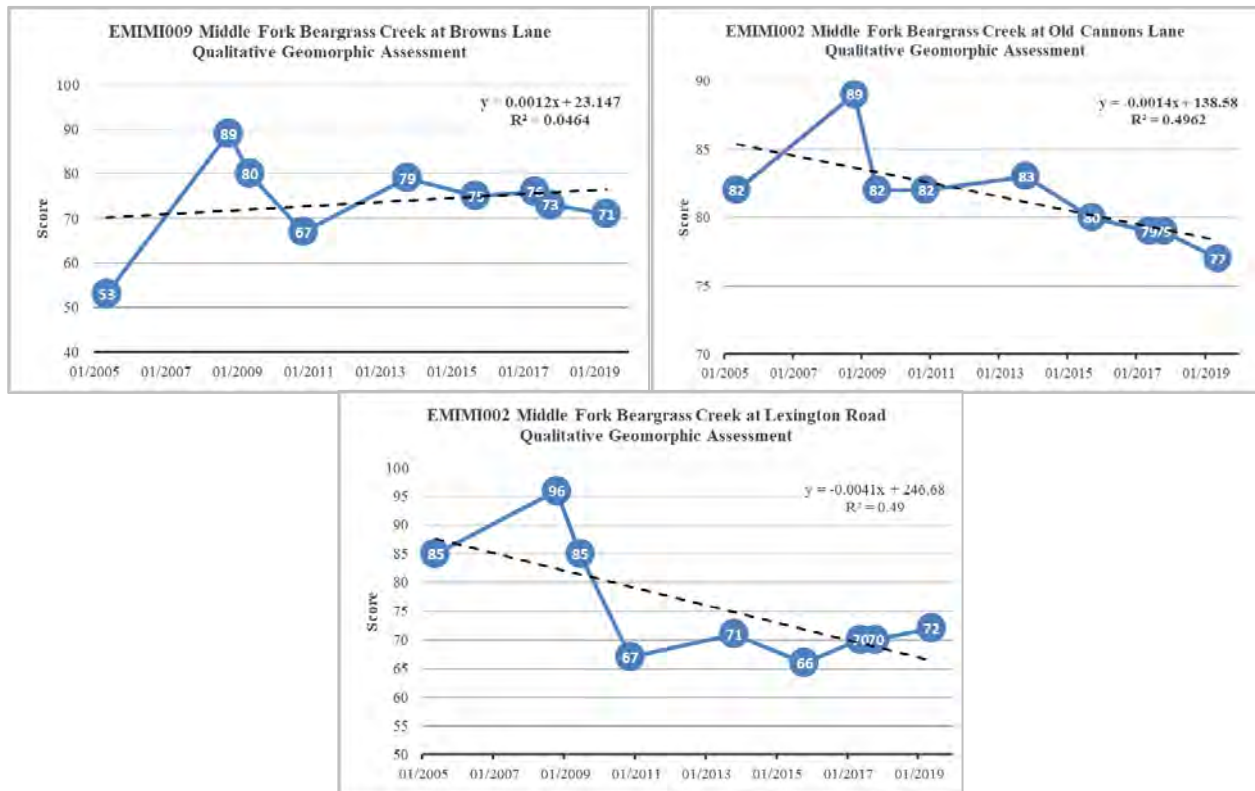 EMIMI009 Middle Fork Beargrass Creek at Browns Lane
Qualitative Geomorphic Assessment
y = 0.0012x + 23.147
R² = 0.0464
Score
100
90
80
70
60
50
40
53
89
80
67
79
75
76
73
71
01/2005 01/2007 01/2009 01/2011 01/2013 01/2015 01/2017 01/2019
EMIMI002 Middle Fork Beargrass Creek at Old Cannons Lane
Qualitative Geomorphic Assessment
y = -0.0014x + 138.58
R² = 0.4962
Score
90
85
80
75
70
82
89
82
82
83
80
79
77
01/2005 01/2007 01/2009 01/2011 01/2013 01/2015 01/2017 01/2019
EMIMI002 Middle Fork Beargrass Creek at Lexington Road
Qualitative Geomorphic Assessment
y = -0.0041x + 246.68
R² = 0.49
Score
100
95
90
85
80
75
70
65
60
55
50
85
96
85
67
71
66
70
70
72
01/2005 01/2007 01/2009 01/2011 01/2013 01/2015 01/2017 01/2019